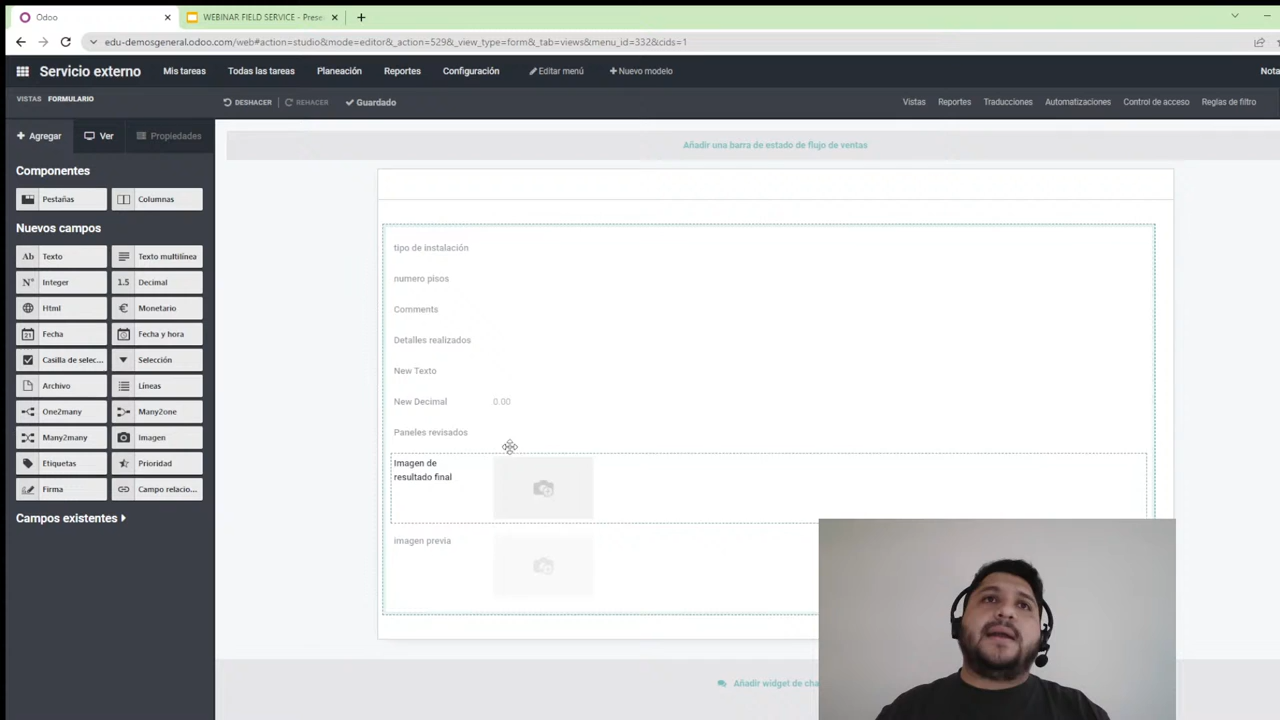 Odoo
WEBINAR FIELD SERVICE - Prese
edu-demosgeneral.odoo.com/web#action=studio&mode=editor&_action=529&_view_type=form&_tab=views&menu_id=332&cids=1
Servicio externo
Mis tareas
Todas las tareas
Planeación
Reportes
Configuración
Editar menú
Nuevo modelo
Nota
VISTAS FORMULARIO
DESHACER
REHACER
Guardado
Vistas
Reportes
Traducciones
Automatizaciones
Control de acceso
Reglas de filtro
Agregar
Ver
Propiedades
Componentes
Pestañas
Columnas
Nuevos campos
Ab Texto
Texto multilínea
N° Integer
1.5 Decimal
Html
€ Monetario
Fecha
Fecha y hora
Casilla de selec...
Selección
Archivo
Líneas
One2many
Many2one
Many2many
Imagen
Etiquetas
Prioridad
Firma
Campo relacio...
Campos existentes
Añadir una barra de estado de flujo de ventas
tipo de instalación
numero pisos
Comments
Detalles realizados
New Texto
New Decimal 0.00
Paneles revisados
Imagen de
resultado final
imagen previa
Añadir widget de cha